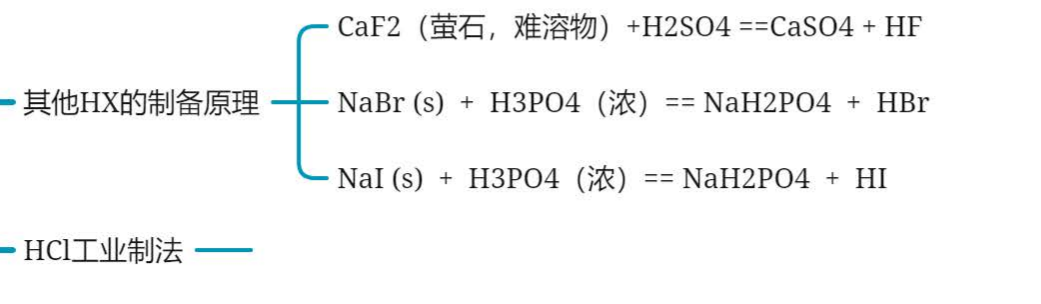 CaF2（萤石，难溶物）+H2SO4 ==CaSO4 + HF
其他HX的制备原理
NaBr (s) + H3PO4（浓）== NaH2PO4 + HBr
NaI (s) + H3PO4（浓）== NaH2PO4 + HI
HCl工业制法